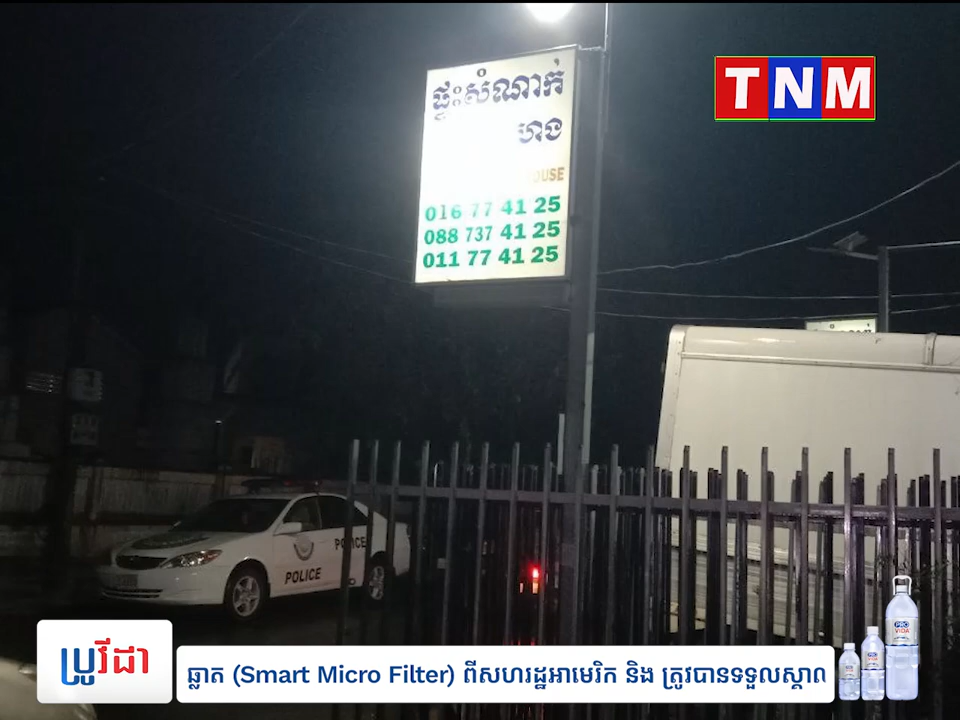 TNM
ផ្ទះសំណាក់
ហង
OUSE
016 77 41 25
088 737 41 25
011 77 41 25
POLICE
POLICE
ប្រូវីដា
ឆ្លាត (Smart Micro Filter) ពីសហរដ្ឋអាមេរិក និង ត្រូវបានទទួលស្គាល
PRO
ViDA